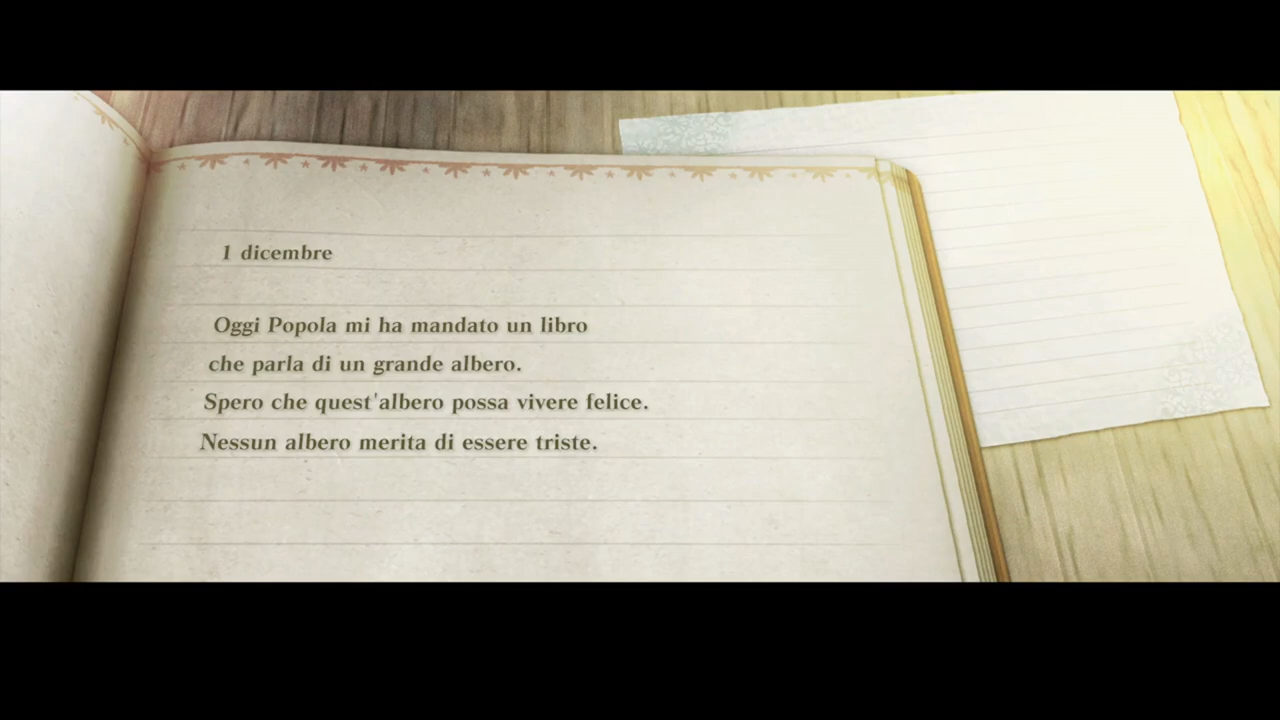 1 dicembre
Oggi Popola mi ha mandato un libro
che parla di un grande albero.
Spero che quest'albero possa vivere felice.
Nessun albero merita di essere triste.